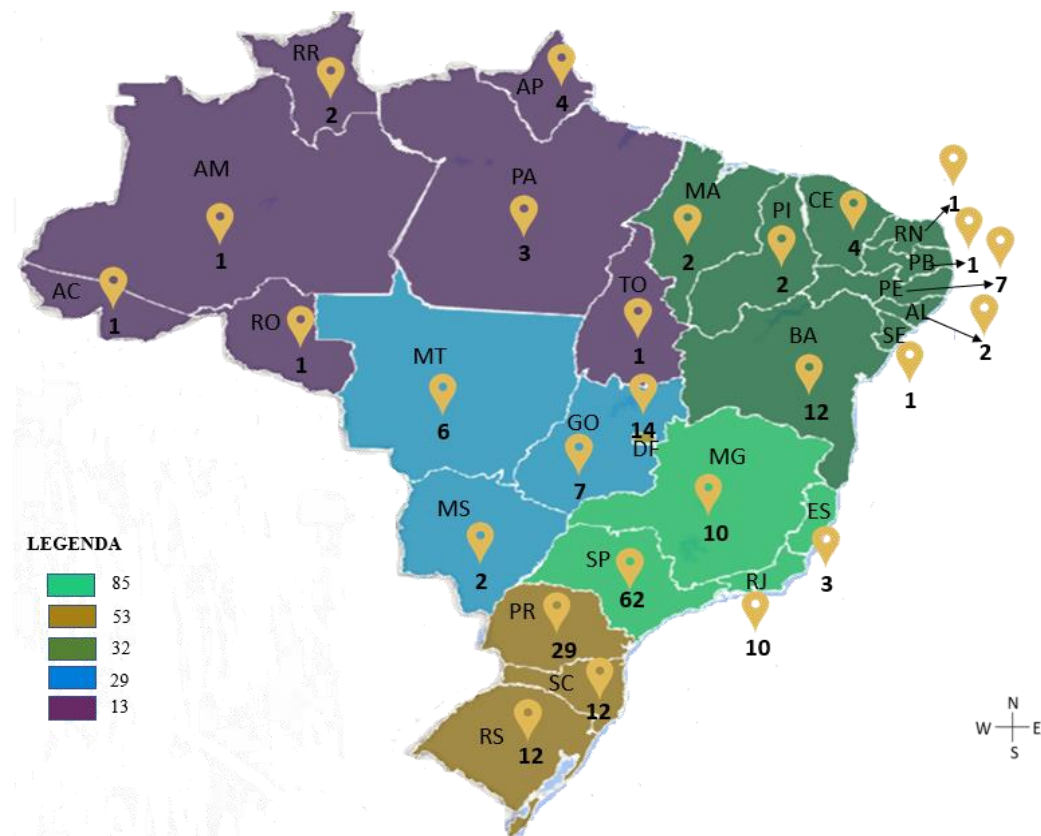 RR
2
AP
4
AM
1
PA
3
AC
1
RO
1
TO
1
MA
2
PI
2
CE
4
RN
1
PB
1
PE
7
AL
2
SE
1
BA
12
MT
6
GO
7
14
DF
MS
2
MG
10
ES
3
SP
62
RJ
10
PR
29
SC
12
RS
12
LEGENDA
85
53
32
29
13
N
W E
S